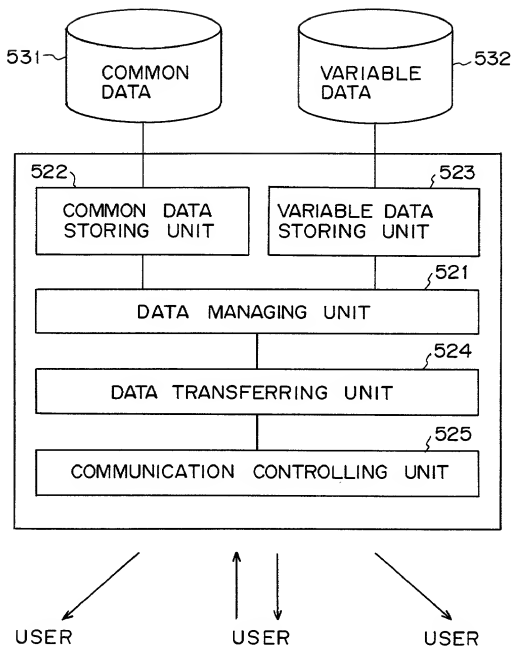 531
COMMON
DATA
VARIABLE
DATA
532
522
523
COMMON DATA
STORING UNIT
VARIABLE DATA
STORING UNIT
521
DATA MANAGING UNIT
524
DATA TRANSFERRING UNIT
525
COMMUNICATION CONTROLLING UNIT
USER
USER
USER